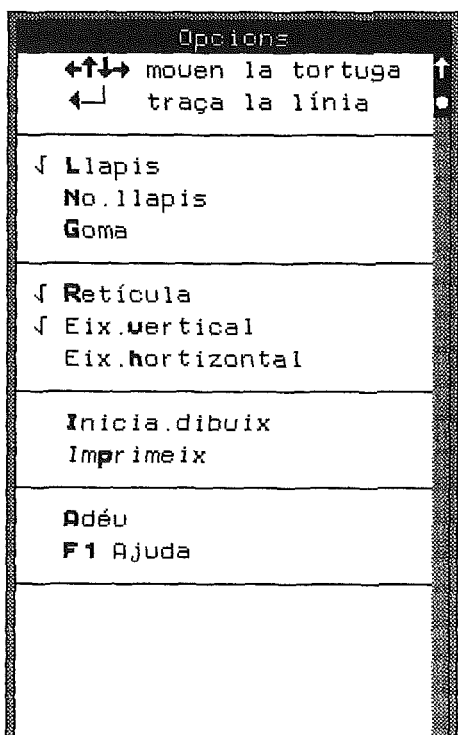 Opcions
←↑↓→ mouen la tortuga
↵ traça la línia
√ Llapis
No.llapis
Goma
√ Retícula
√ Eix.vertical
Eix.hortizontal
Inicia.dibuix
Imprimeix
Adéu
F1 Ajuda